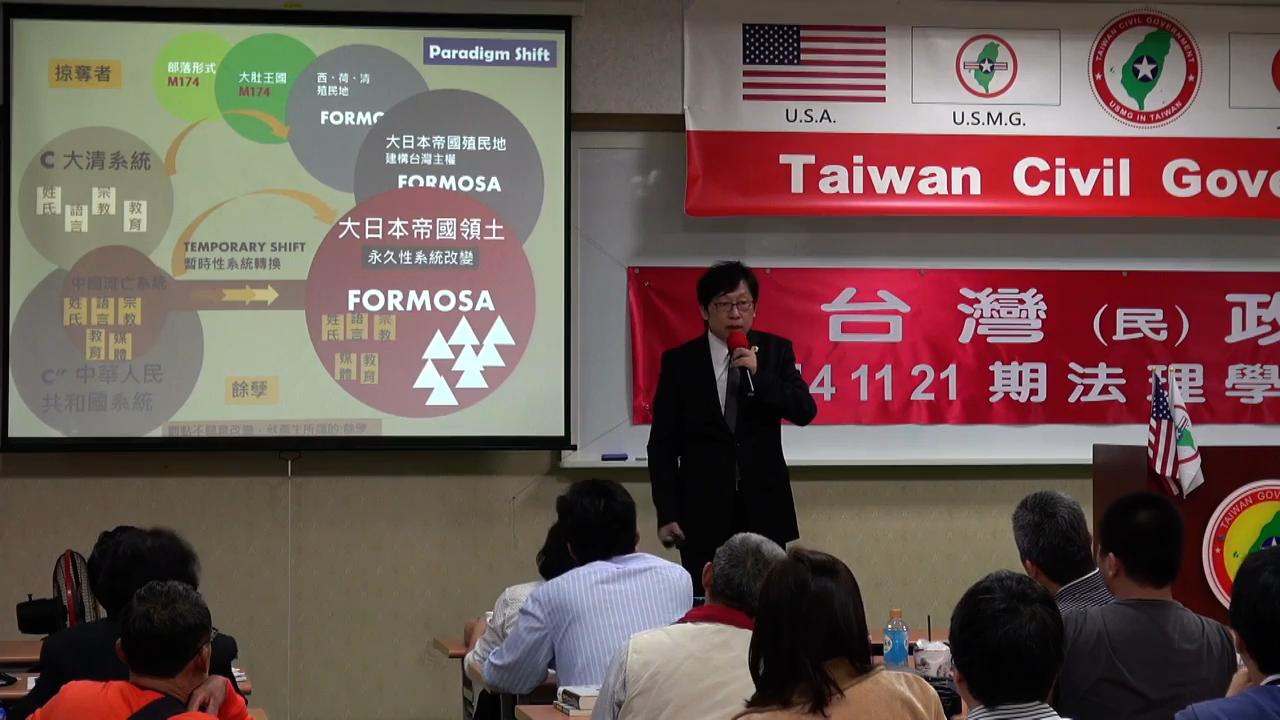 Paradigm Shift
掠奪者
部落形式
M174
大肚王國
M174
西·荷·清
殖民地
FORMO
大日本帝國殖民地
建構台灣主權
FORMOSA
C 大清系統
姓氏 語言 宗教 教育
大日本帝國領土
永久性系統改變
TEMPORARY SHIFT
暫時性系統轉換
FORMOSA
中國流亡系統
姓氏 語言 宗教
教育 媒體
姓氏 語言 宗教
媒體 教育
C" 中華人民
共和國系統
餘孽
U.S.A.
U.S.M.G.
TAIWAN CIVIL GOVERNMENT
USMG IN TAIWAN
Taiwan Civil Gove
台灣(民)政
4 11 21 期法理學
TAIWAN GOVERN